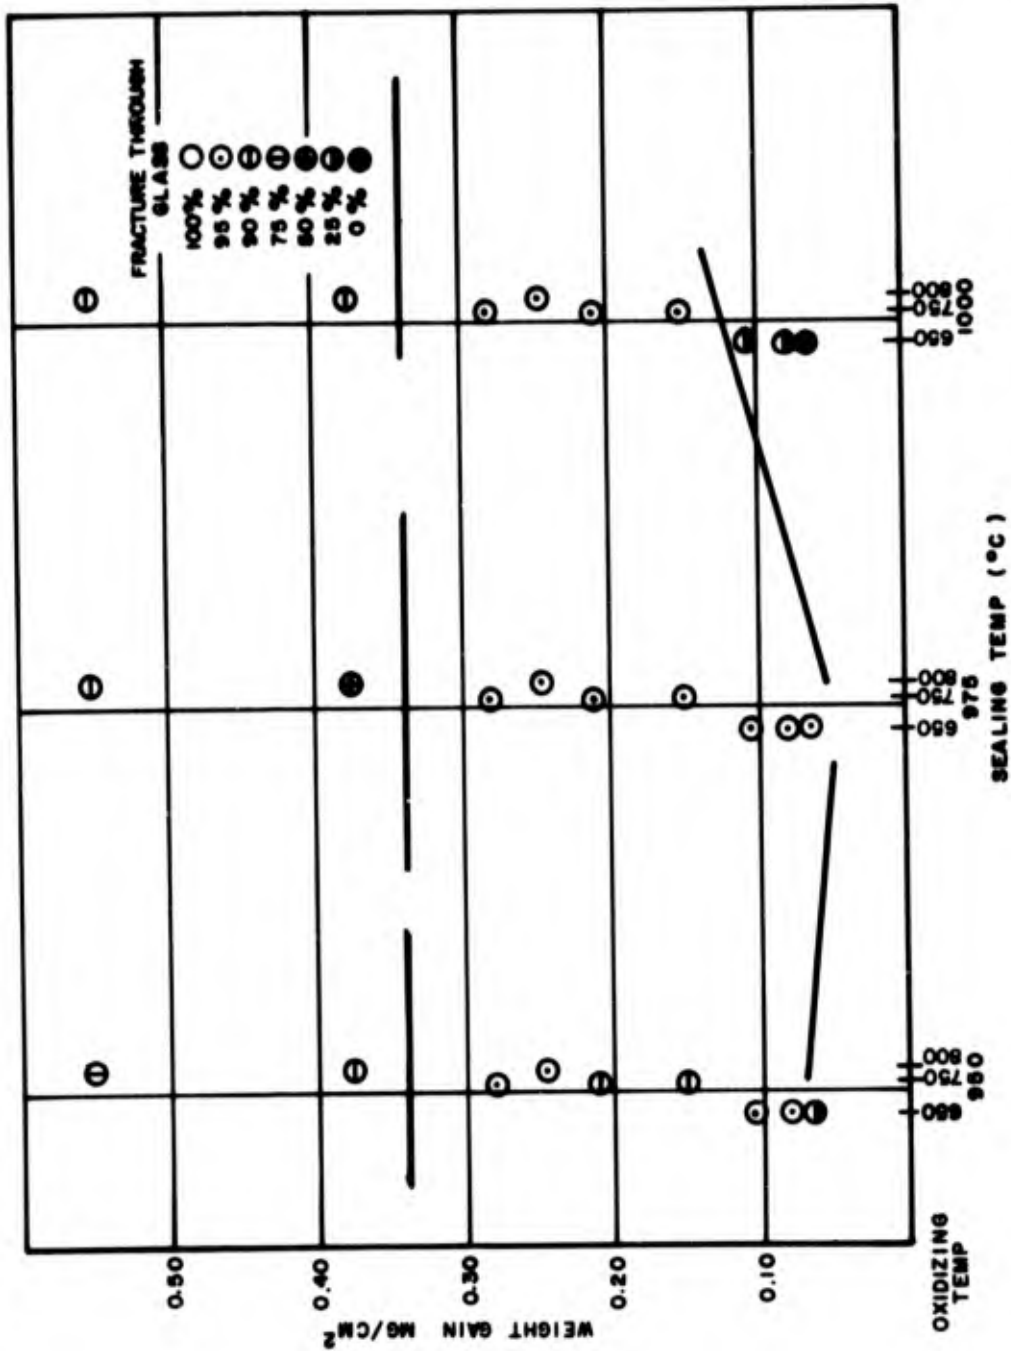 FRACTURE THROUGH
GLASS
100%
95 %
90 %
75 %
50 %
25 %
0 %
WEIGHT GAIN MG/CM²
0.50
0.40
0.30
0.20
0.10
OXIDIZING
TEMP
650 750 800 650 750 800 650 750 800
950 975 1000
SEALING TEMP (°C)